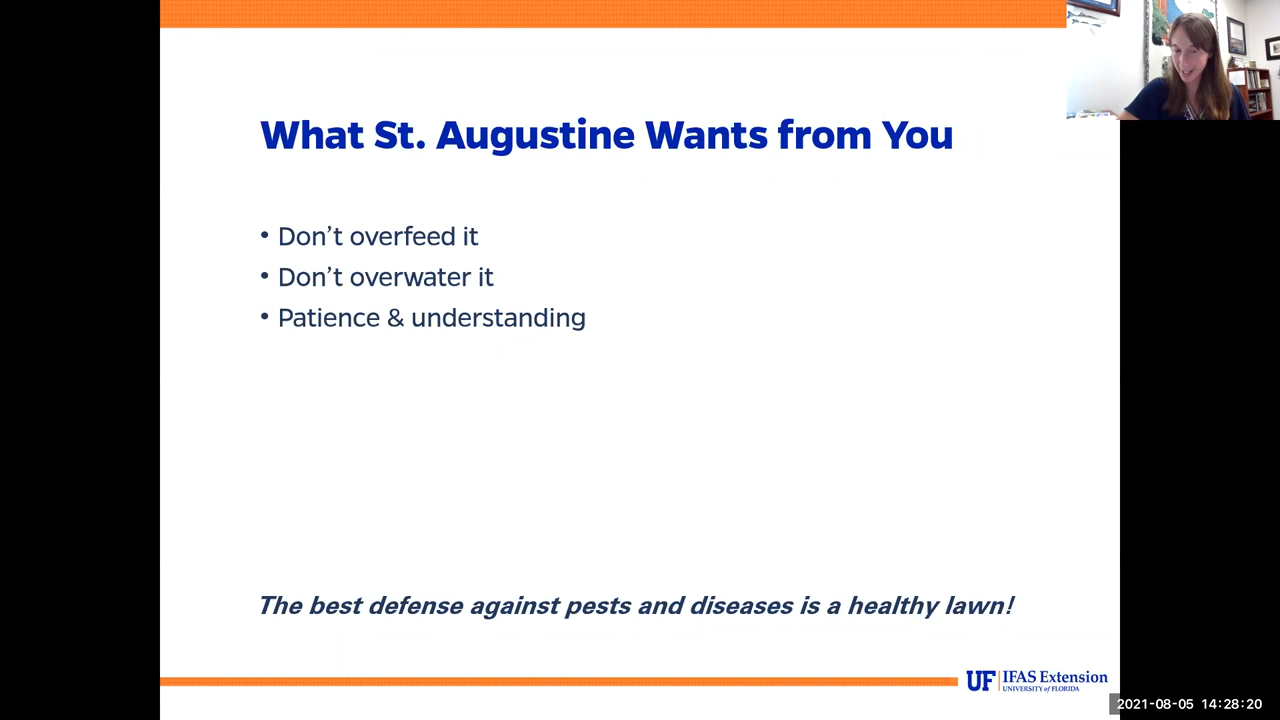 What St. Augustine Wants from You
• Don’t overfeed it
• Don’t overwater it
• Patience & understanding
The best defense against pests and diseases is a healthy lawn!
UF IFAS Extension
UNIVERSITY of FLORIDA
2021-08-05 14:28:20